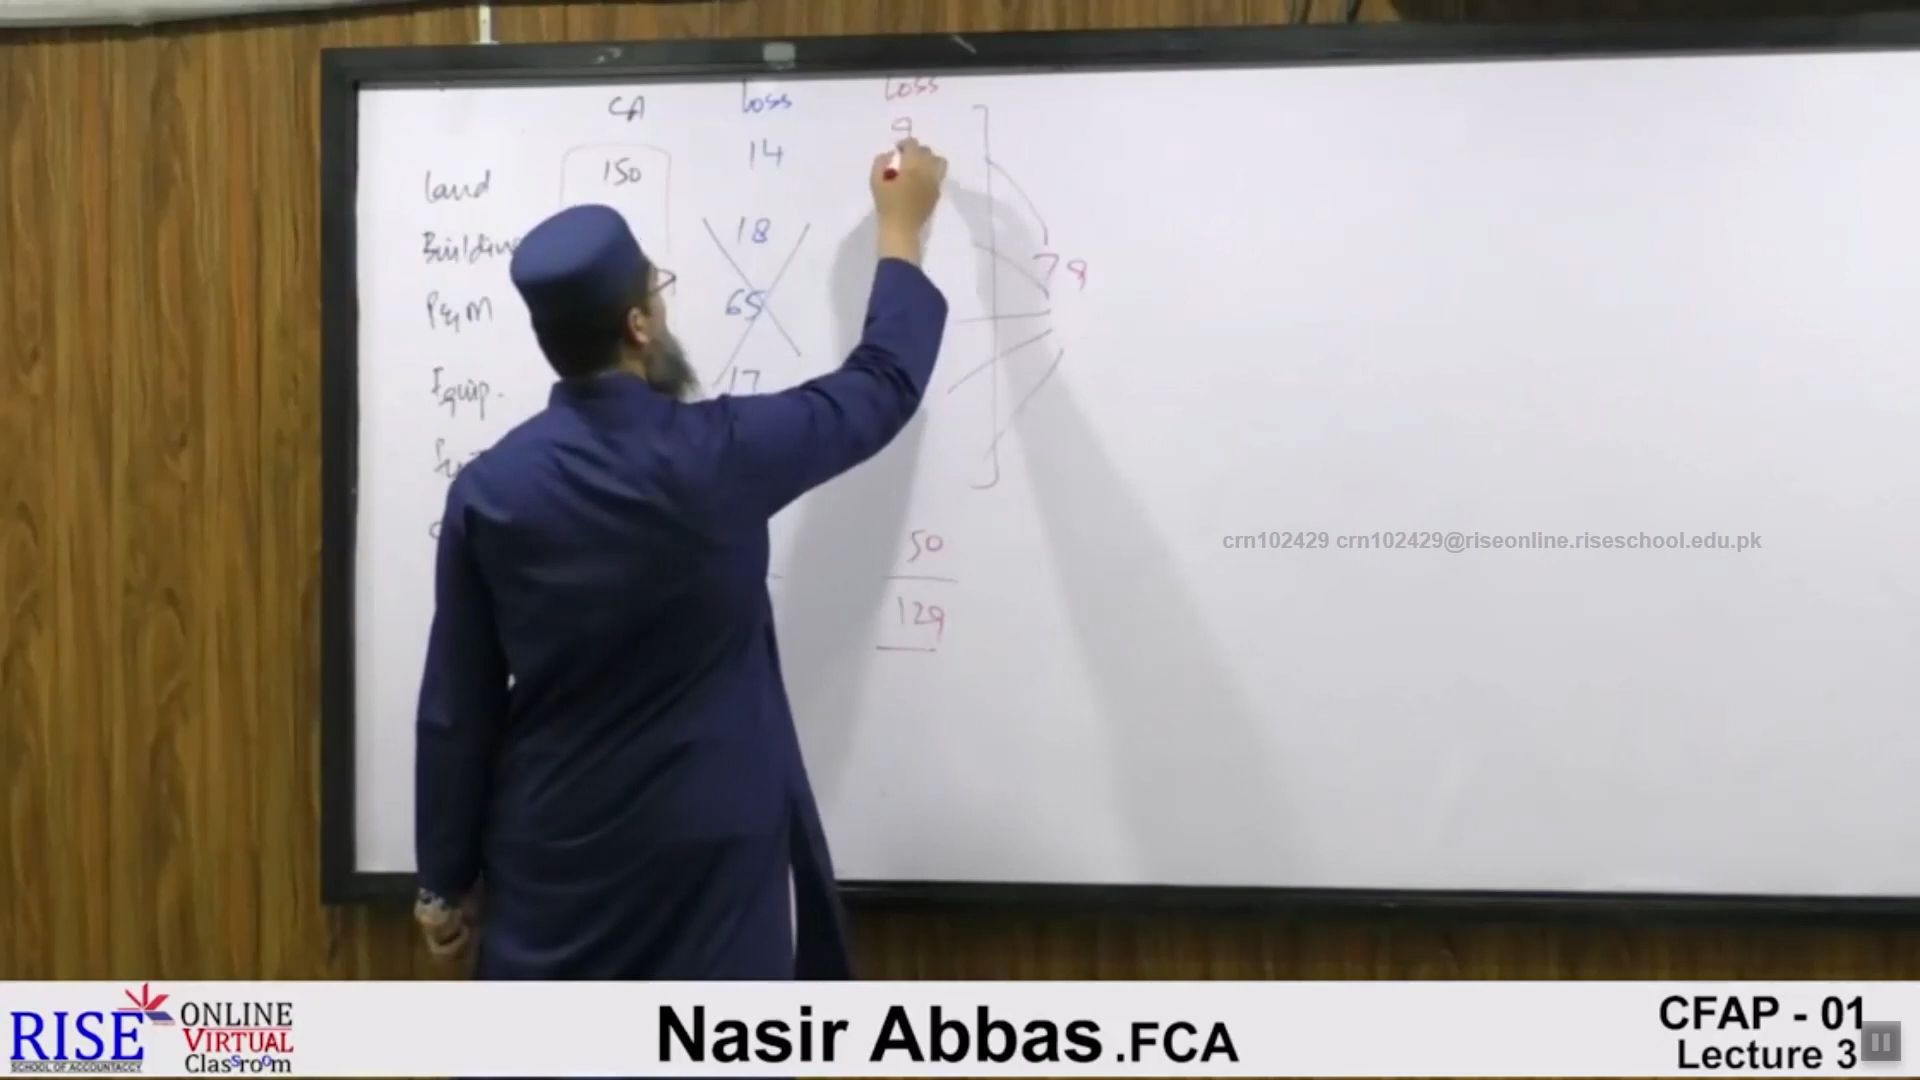 CA Loss Loss
Land 150 14 9
Building 18
P&M 65
Equip. 17
79
50
129
crn102429 crn102429@riseonline.riseschool.edu.pk
RISE
SCHOOL OF ACCOUNTANCY
ONLINE
VIRTUAL
Classroom
Nasir Abbas .FCA
CFAP - 01
Lecture 3